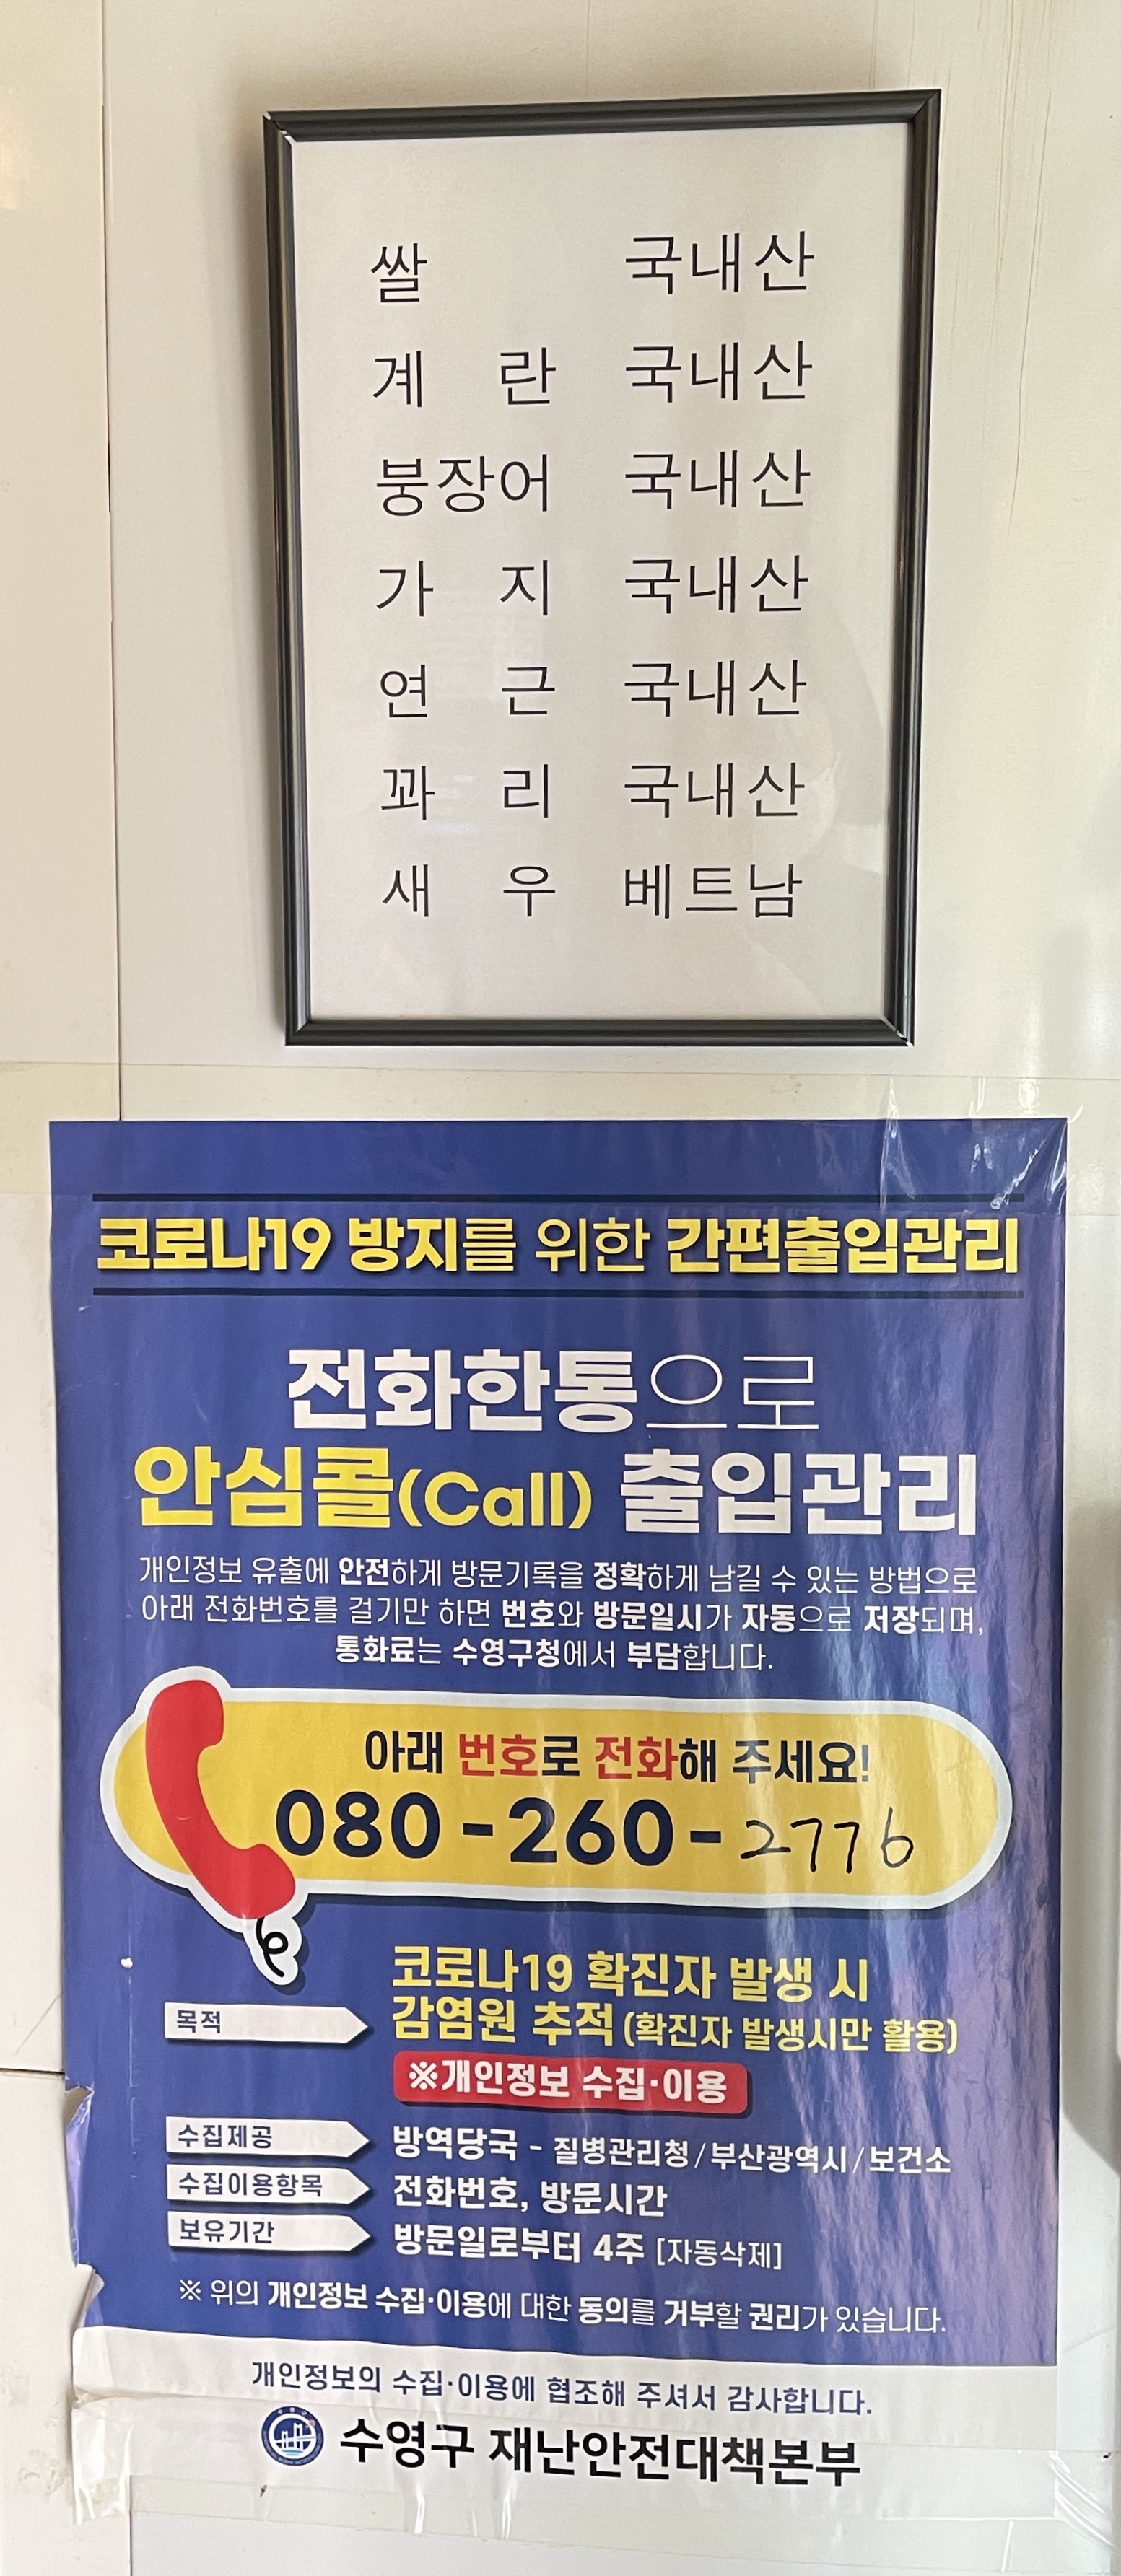 쌀 국내산
계 란 국내산
붕장어 국내산
가 지 국내산
연 근 국내산
꽈 리 국내산
새 우 베트남
코로나19 방지를 위한 간편출입관리
전화한통으로
안심콜(Call) 출입관리
개인정보 유출에 안전하게 방문기록을 정확하게 남길 수 있는 방법으로
아래 전화번호를 걸기만 하면 번호와 방문일시가 자동으로 저장되며,
통화료는 수영구청에서 부담합니다.
아래 번호로 전화해 주세요!
080-260-2776
목적
코로나19 확진자 발생 시
감염원 추적 (확진자 발생시만 활용)
※개인정보 수집·이용
수집제공 방역당국 - 질병관리청/부산광역시/보건소
수집이용항목 전화번호, 방문시간
보유기간 방문일로부터 4주 [자동삭제]
※ 위의 개인정보 수집·이용에 대한 동의를 거부할 권리가 있습니다.
개인정보의 수집·이용에 협조해 주셔서 감사합니다.
수영구 재난안전대책본부